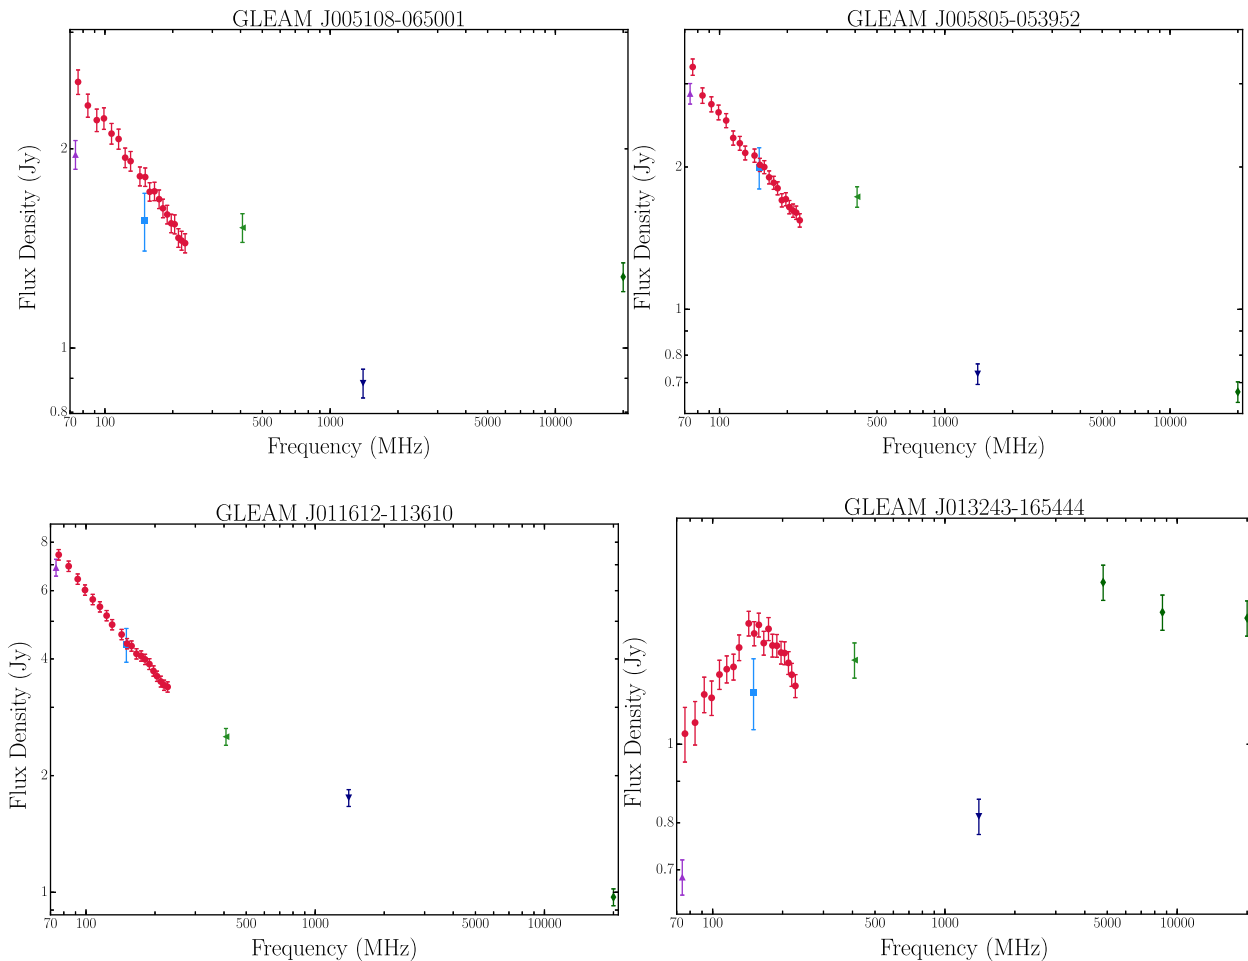 GLEAM J005108-065001
Flux Density (Jy)
2
1
0.8
70 100 500 1000 5000 10000
Frequency (MHz)
GLEAM J005805-053952
Flux Density (Jy)
2
1
0.8
0.7
70 100 500 1000 5000 10000
Frequency (MHz)
GLEAM J011612-113610
Flux Density (Jy)
8
6
4
2
1
70 100 500 1000 5000 10000
Frequency (MHz)
GLEAM J013243-165444
Flux Density (Jy)
1
0.8
0.7
70 100 500 1000 5000 10000
Frequency (MHz)